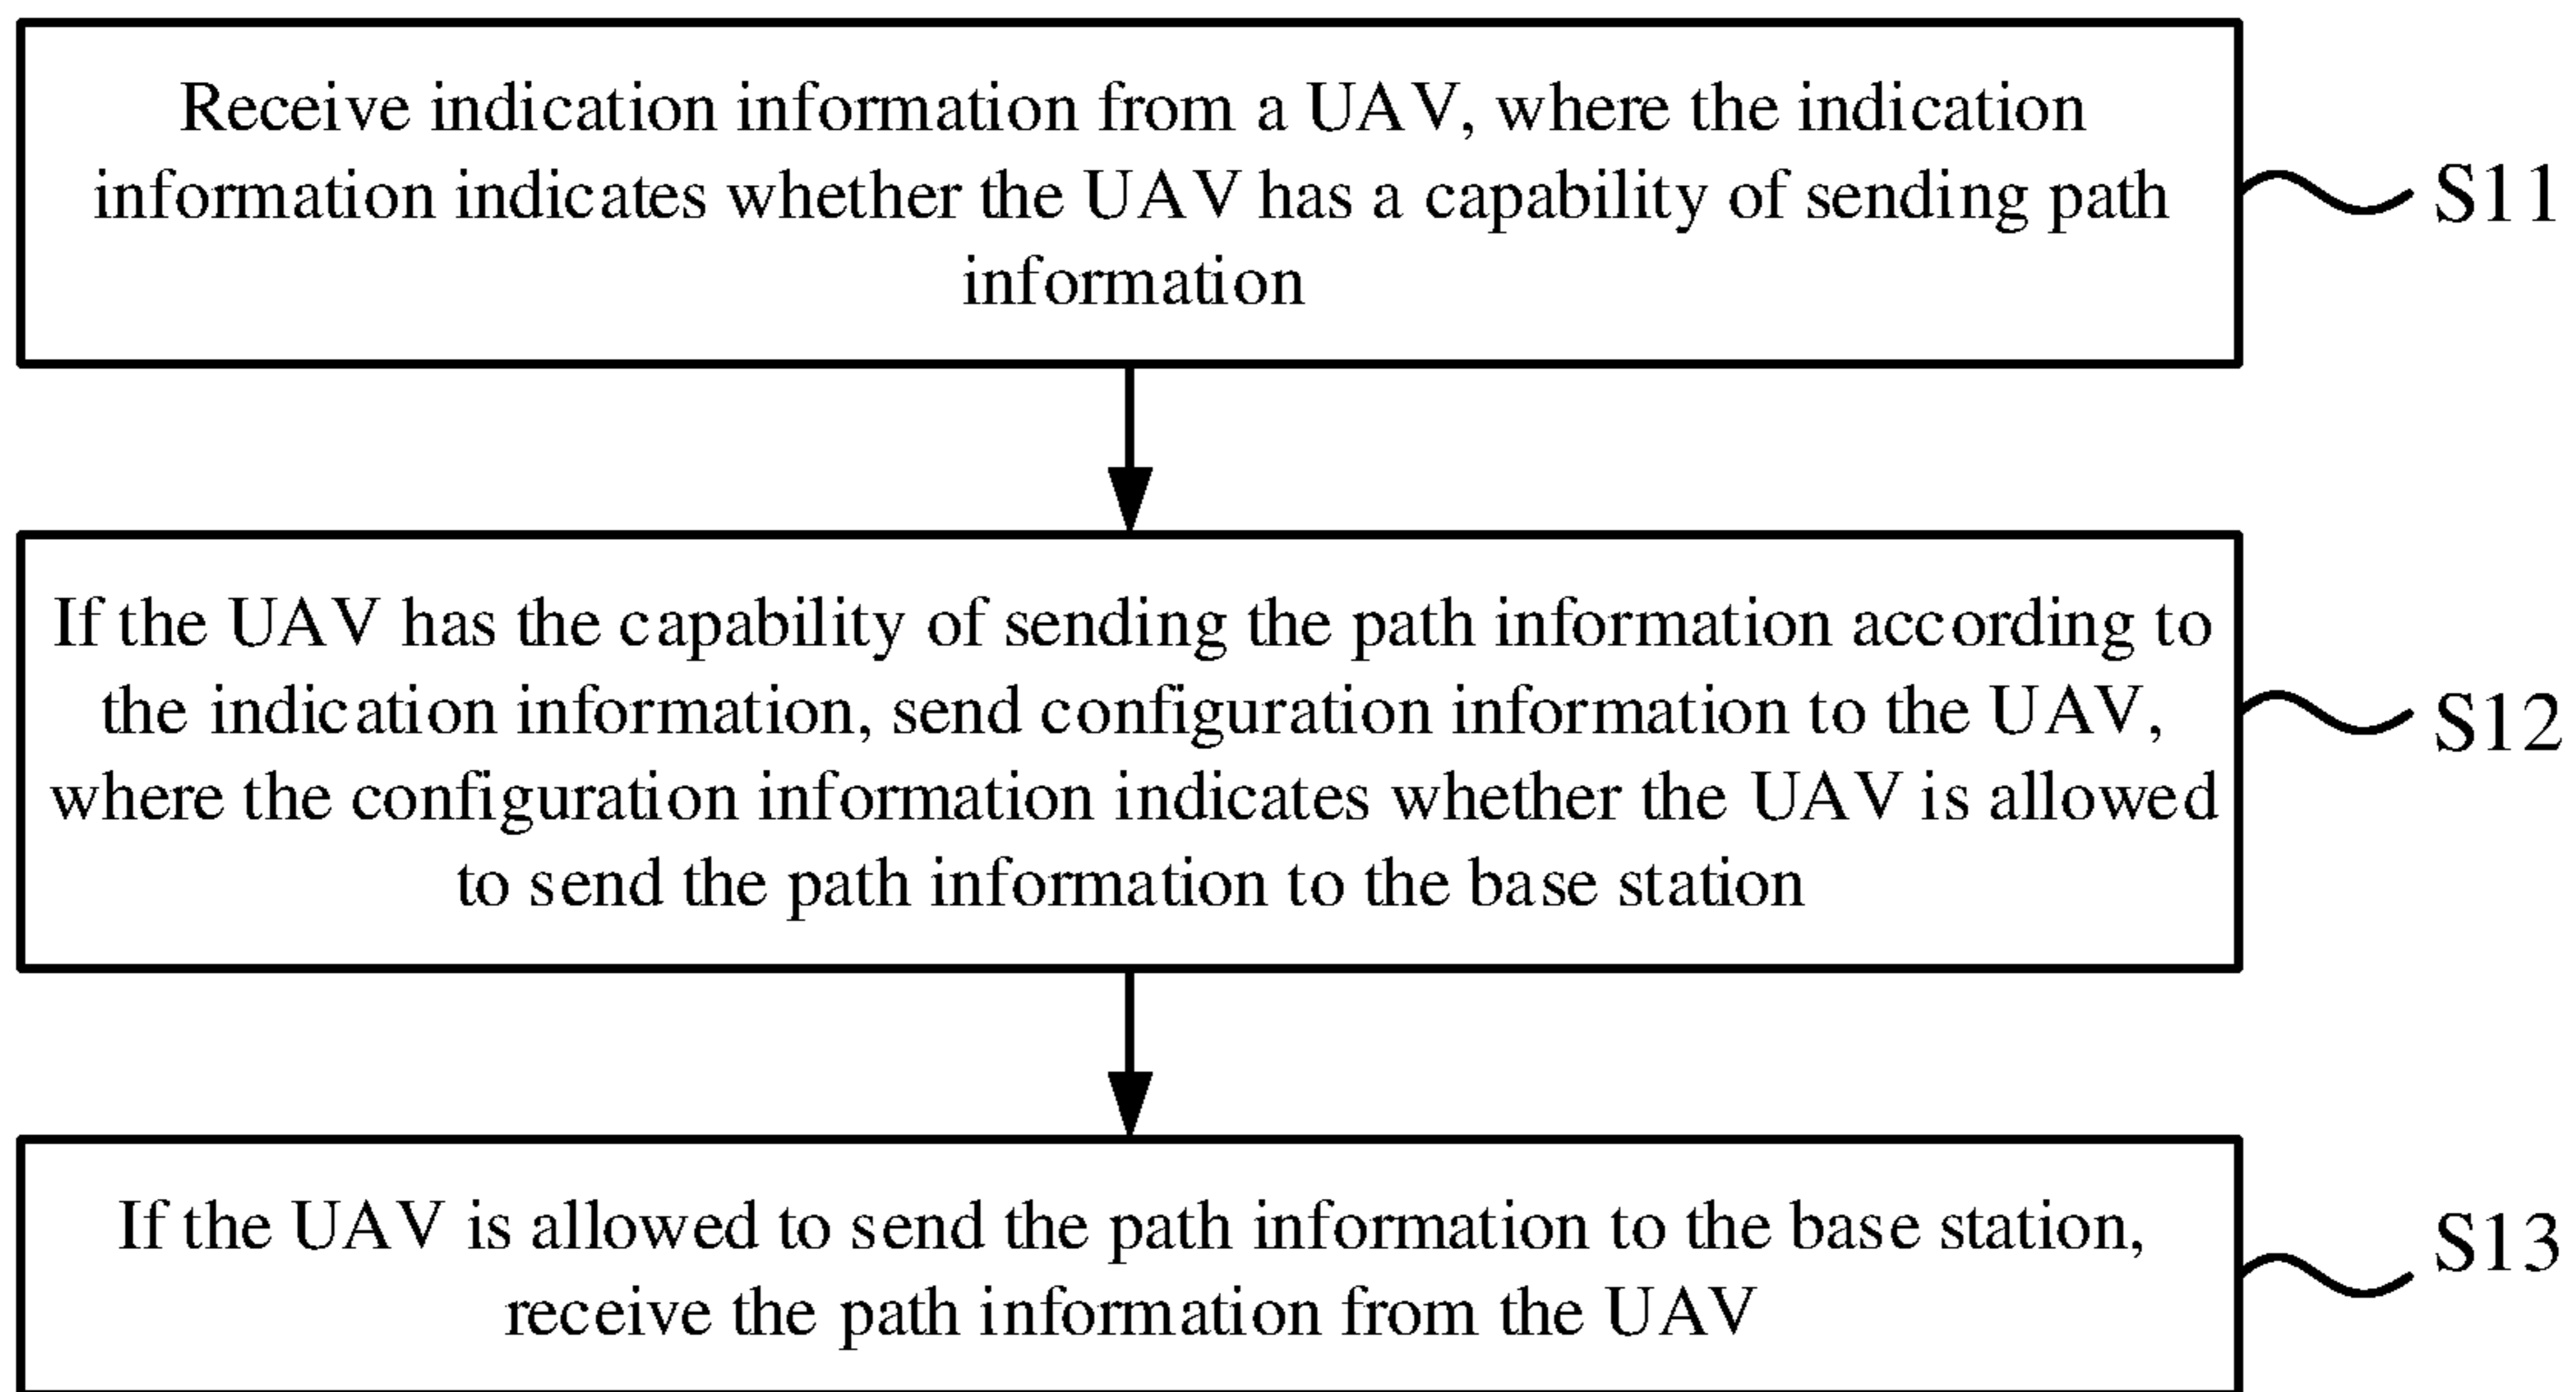 Receive indication information from a UAV, where the indication
information indicates whether the UAV has a capability of sending path
information
S11
If the UAV has the capability of sending the path information according to
the indication information, send configuration information to the UAV,
where the configuration information indicates whether the UAV is allowed
to send the path information to the base station
S12
If the UAV is allowed to send the path information to the base station,
receive the path information from the UAV
S13